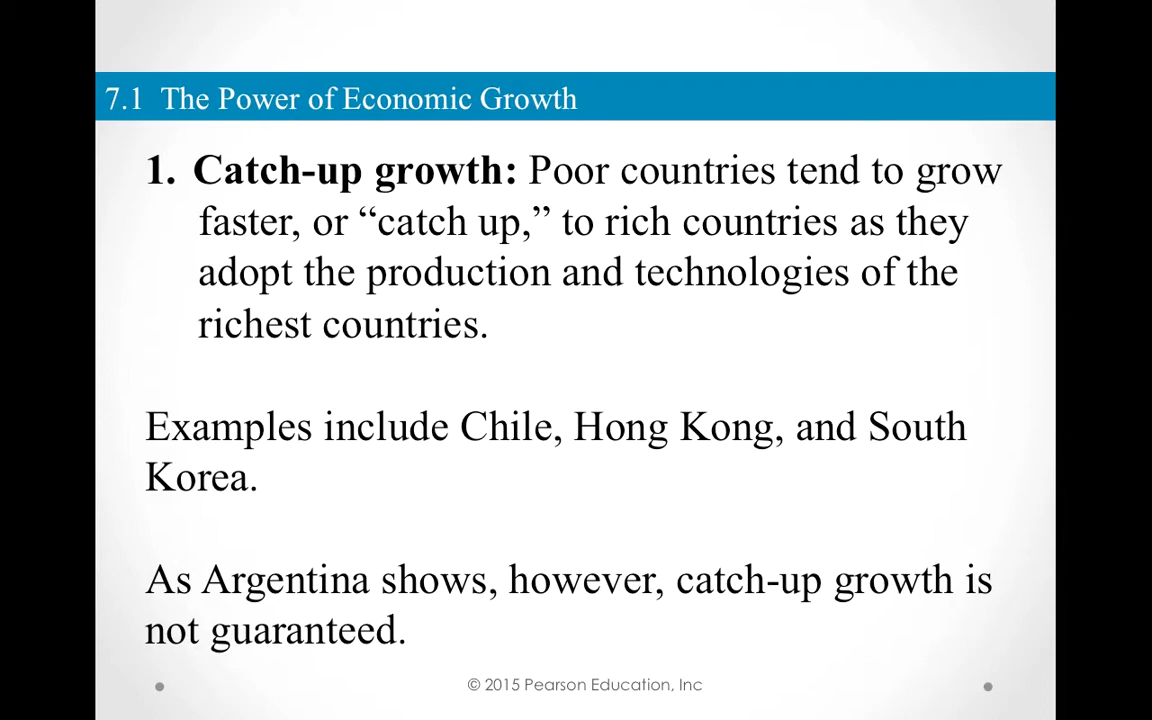 7.1 The Power of Economic Growth
1. Catch-up growth: Poor countries tend to grow
faster, or “catch up,” to rich countries as they
adopt the production and technologies of the
richest countries.
Examples include Chile, Hong Kong, and South
Korea.
As Argentina shows, however, catch-up growth is
not guaranteed.
© 2015 Pearson Education, Inc